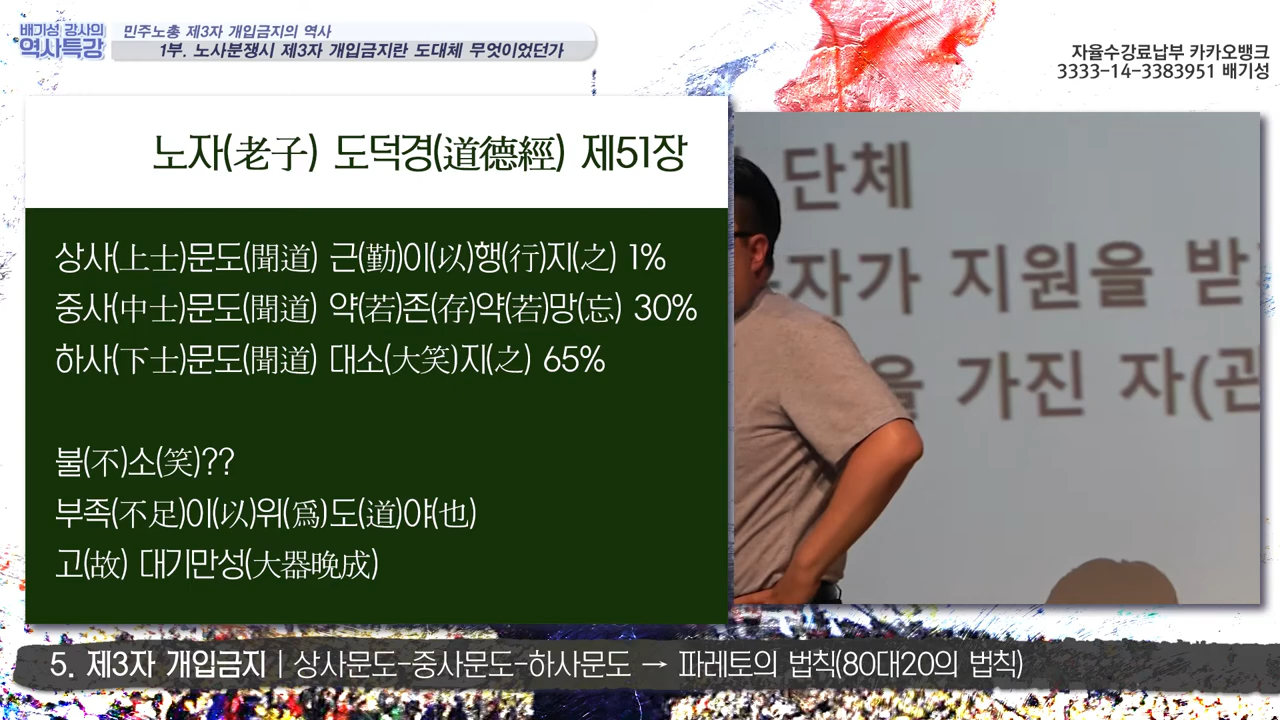 배기성 강사의
역사특강
민주노총 제3자 개입금지의 역사
1부. 노사분쟁시 제3자 개입금지란 도대체 무엇이었던가
자율수강료납부 카카오뱅크
3333-14-3383951 배기성
노자(老子) 도덕경(道德經) 제51장
상사(上士)문도(聞道) 근(勤)이(以)행(行)지(之) 1%
중사(中士)문도(聞道) 약(若)존(存)약(若)망(忘) 30%
하사(下士)문도(聞道) 대소(大笑)지(之) 65%
불(不)소(笑)??
부족(不足)이(以)위(爲)도(道)야(也)
고(故) 대기만성(大器晩成)
단체
자가 지원을 받
을 가진 자(관
5. 제3자 개입금지 | 상사문도-중사문도-하사문도 → 파레토의 법칙(80대20의 법칙)